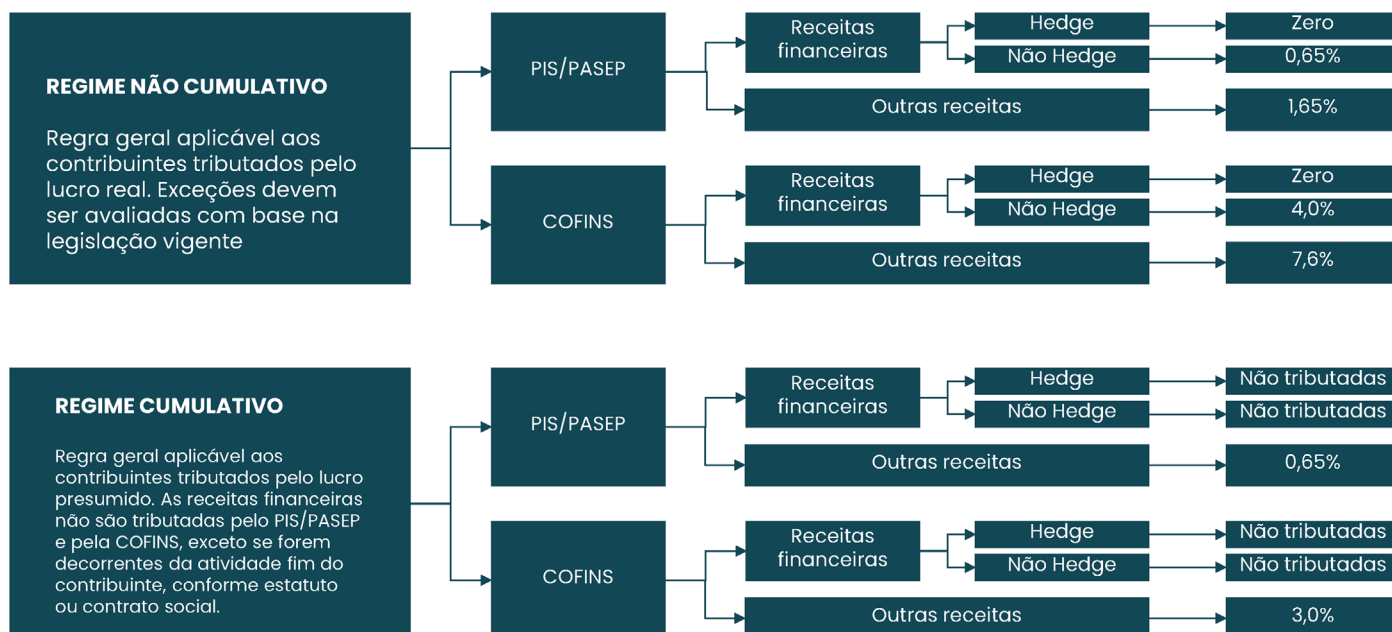 REGIME NÃO CUMULATIVO
Regra geral aplicável aos
contribuintes tributados pelo
lucro real. Exceções devem
ser avaliadas com base na
legislação vigente
PIS/PASEP
Receitas
financeiras
Hedge
Zero
Não Hedge
0,65%
Outras receitas
1,65%
COFINS
Receitas
financeiras
Hedge
Zero
Não Hedge
4,0%
Outras receitas
7,6%
REGIME CUMULATIVO
Regra geral aplicável aos
contribuintes tributados pelo lucro
presumido. As receitas financeiras
não são tributadas pelo PIS/PASEP
e pela COFINS, exceto se forem
decorrentes da atividade fim do
contribuinte, conforme estatuto
ou contrato social.
PIS/PASEP
Receitas
financeiras
Hedge
Não tributadas
Não Hedge
Não tributadas
Outras receitas
0,65%
COFINS
Receitas
financeiras
Hedge
Não tributadas
Não Hedge
Não tributadas
Outras receitas
3,0%